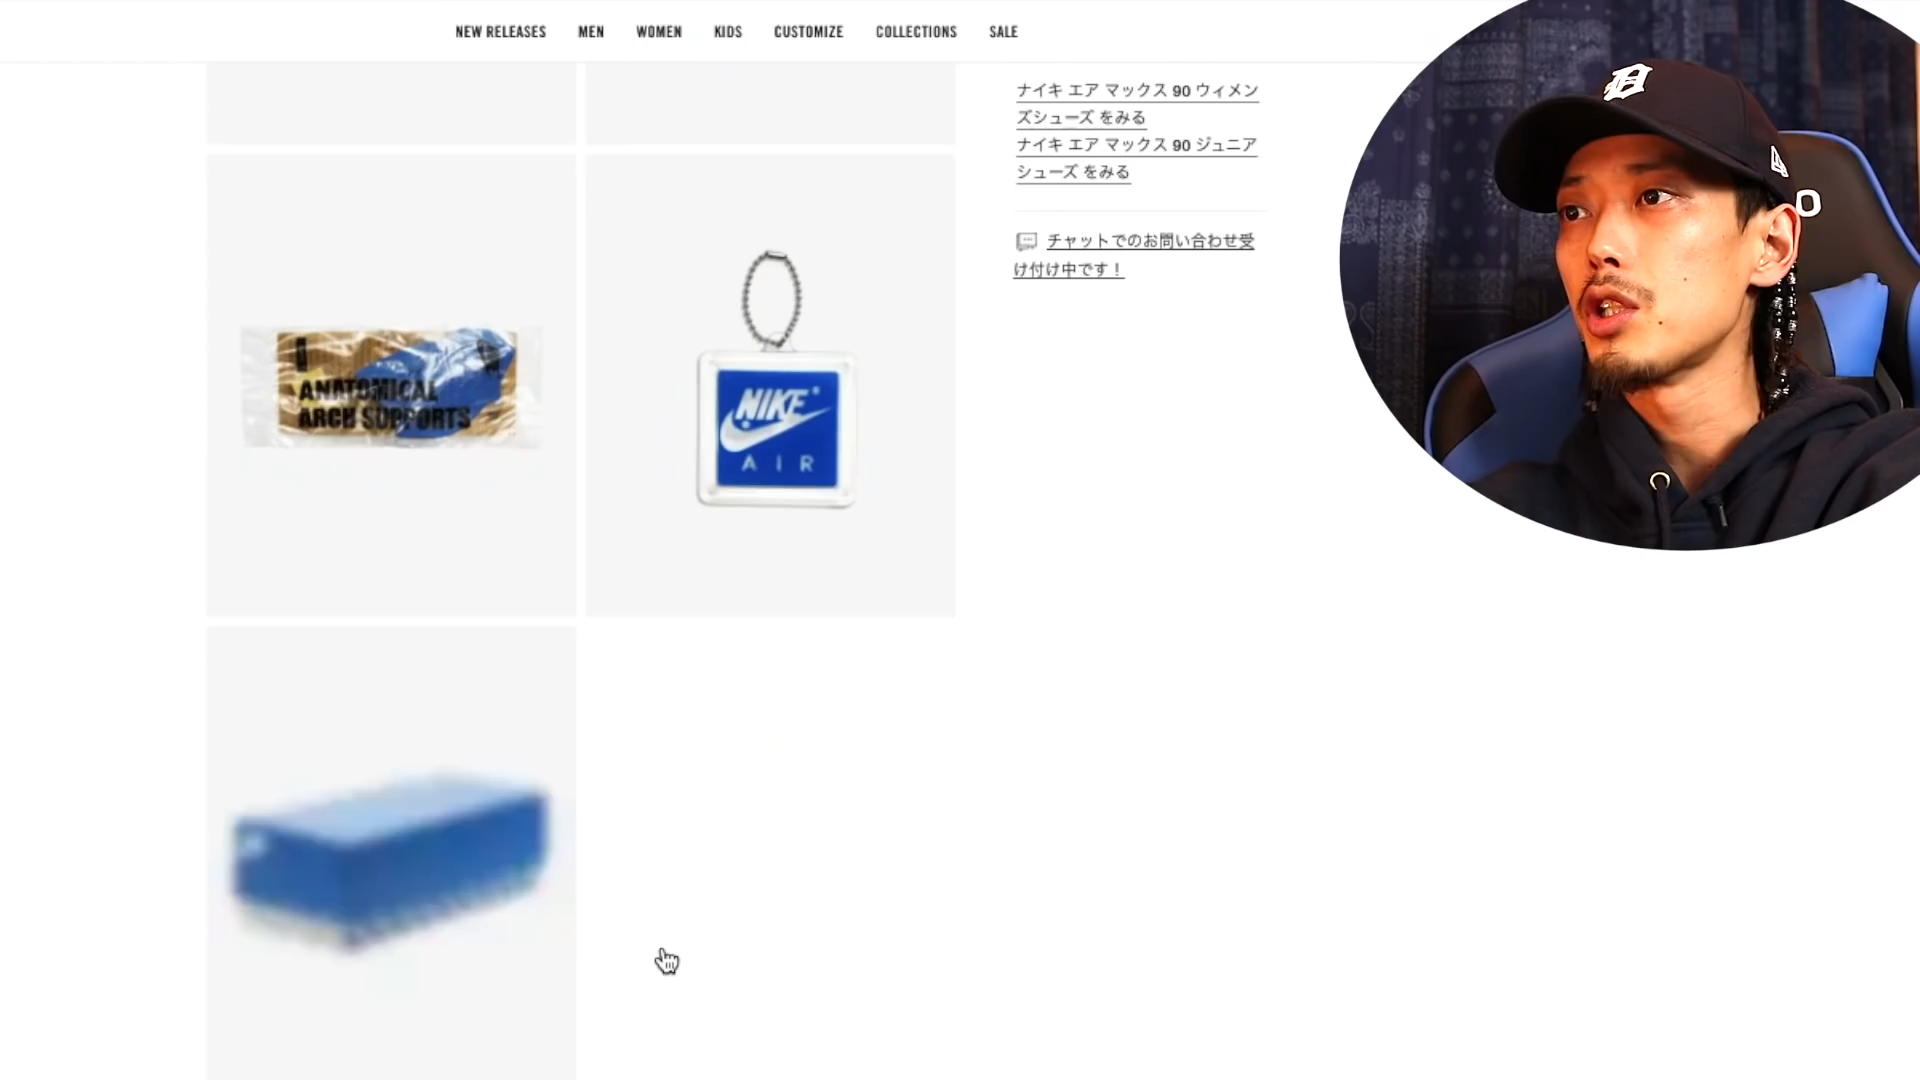 NEW RELEASES MEN WOMEN KIDS CUSTOMIZE COLLECTIONS SALE
ナイキ エア マックス 90 ウィメン
ズシューズ をみる
ナイキ エア マックス 90 ジュニア
シューズ をみる
チャットでのお問い合わせ受
け付け中です！
ANATOMICAL
ARCH SUPPORTS
NIKE®
AIR
D
O